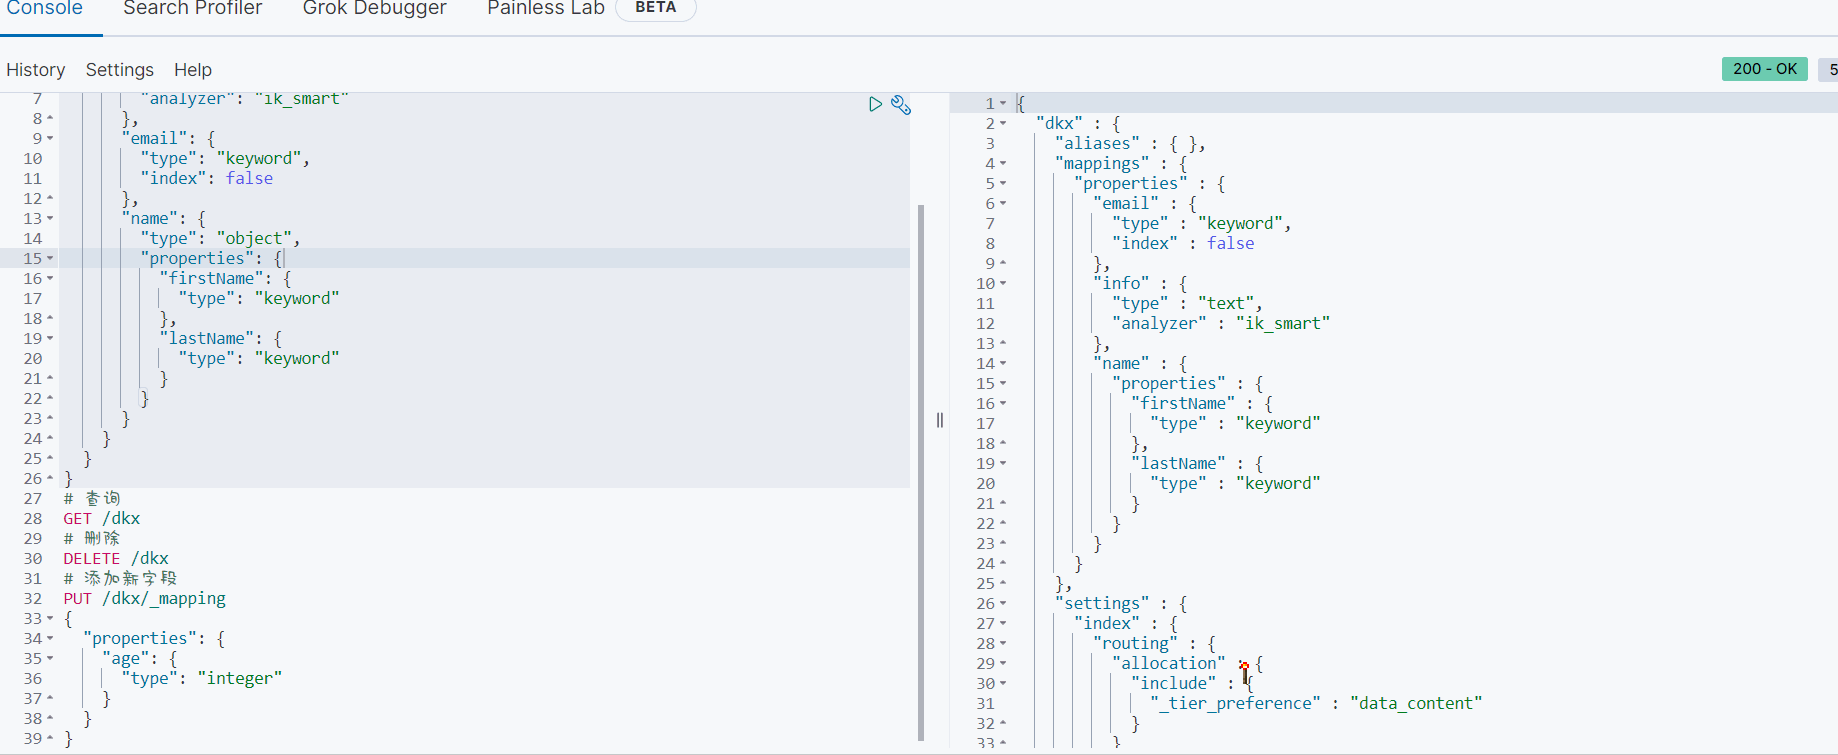 Console Search Profiler Grok Debugger Painless Lab BETA
History Settings Help
200 - OK
5
7 "analyzer": "ik_smart"
8 },
9 "email": {
10 "type": "keyword",
11 "index": false
12 },
13 "name": {
14 "type": "object",
15 "properties": {
16 "firstName": {
17 "type": "keyword"
18 },
19 "lastName": {
20 "type": "keyword"
21 }
22 }
23 }
24 }
25 }
26 }
27 # 查询
28 GET /dkx
29 # 删除
30 DELETE /dkx
31 # 添加新字段
32 PUT /dkx/_mapping
33 {
34 "properties": {
35 "age": {
36 "type": "integer"
37 }
38 }
39 }
1 {
2 "dkx" : {
3 "aliases" : { },
4 "mappings" : {
5 "properties" : {
6 "email" : {
7 "type" : "keyword",
8 "index" : false
9 },
10 "info" : {
11 "type" : "text",
12 "analyzer" : "ik_smart"
13 },
14 "name" : {
15 "properties" : {
16 "firstName" : {
17 "type" : "keyword"
18 },
19 "lastName" : {
20 "type" : "keyword"
21 }
22 }
23 }
24 }
25 },
26 "settings" : {
27 "index" : {
28 "routing" : {
29 "allocation" : {
30 "include" : {
31 "_tier_preference" : "data_content"
32 }
33 }